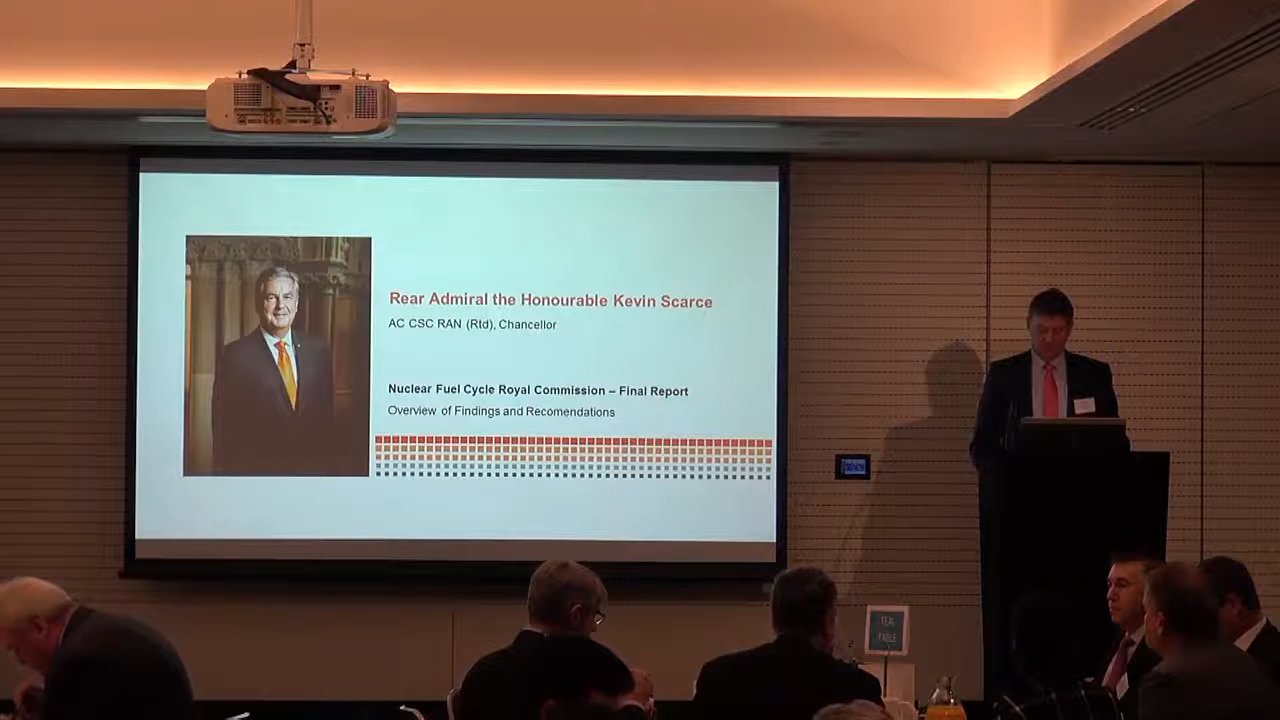 Rear Admiral the Honourable Kevin Scarce
AC CSC RAN (Rtd), Chancellor
Nuclear Fuel Cycle Royal Commission – Final Report
Overview of Findings and Recomendations
TABLE